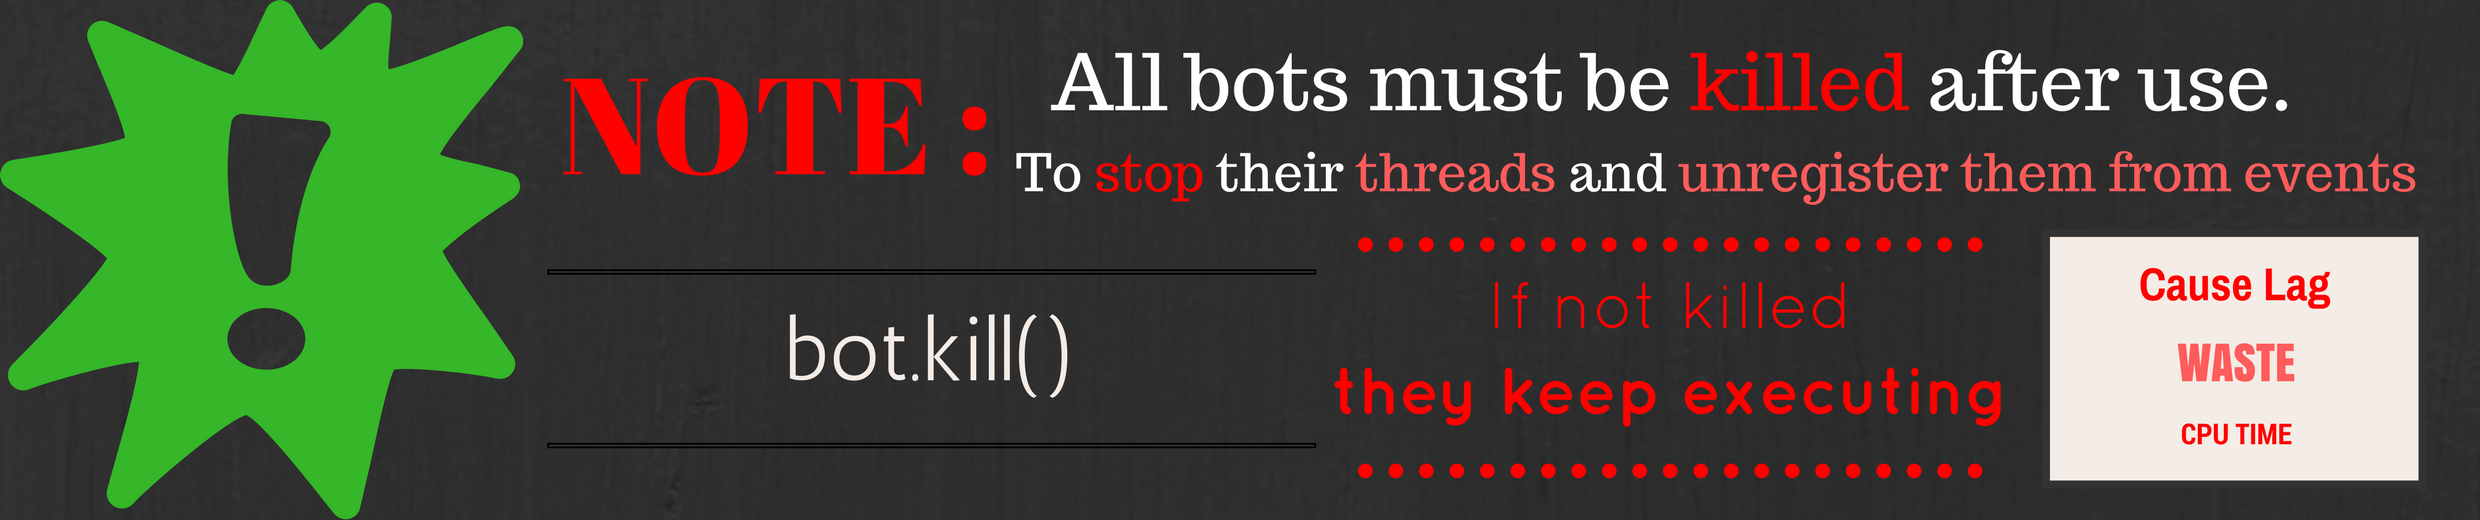 NOTE :
All bots must be killed after use.
To stop their threads and unregister them from events
bot.kill()
If not killed
they keep executing
Cause Lag
WASTE
CPU TIME